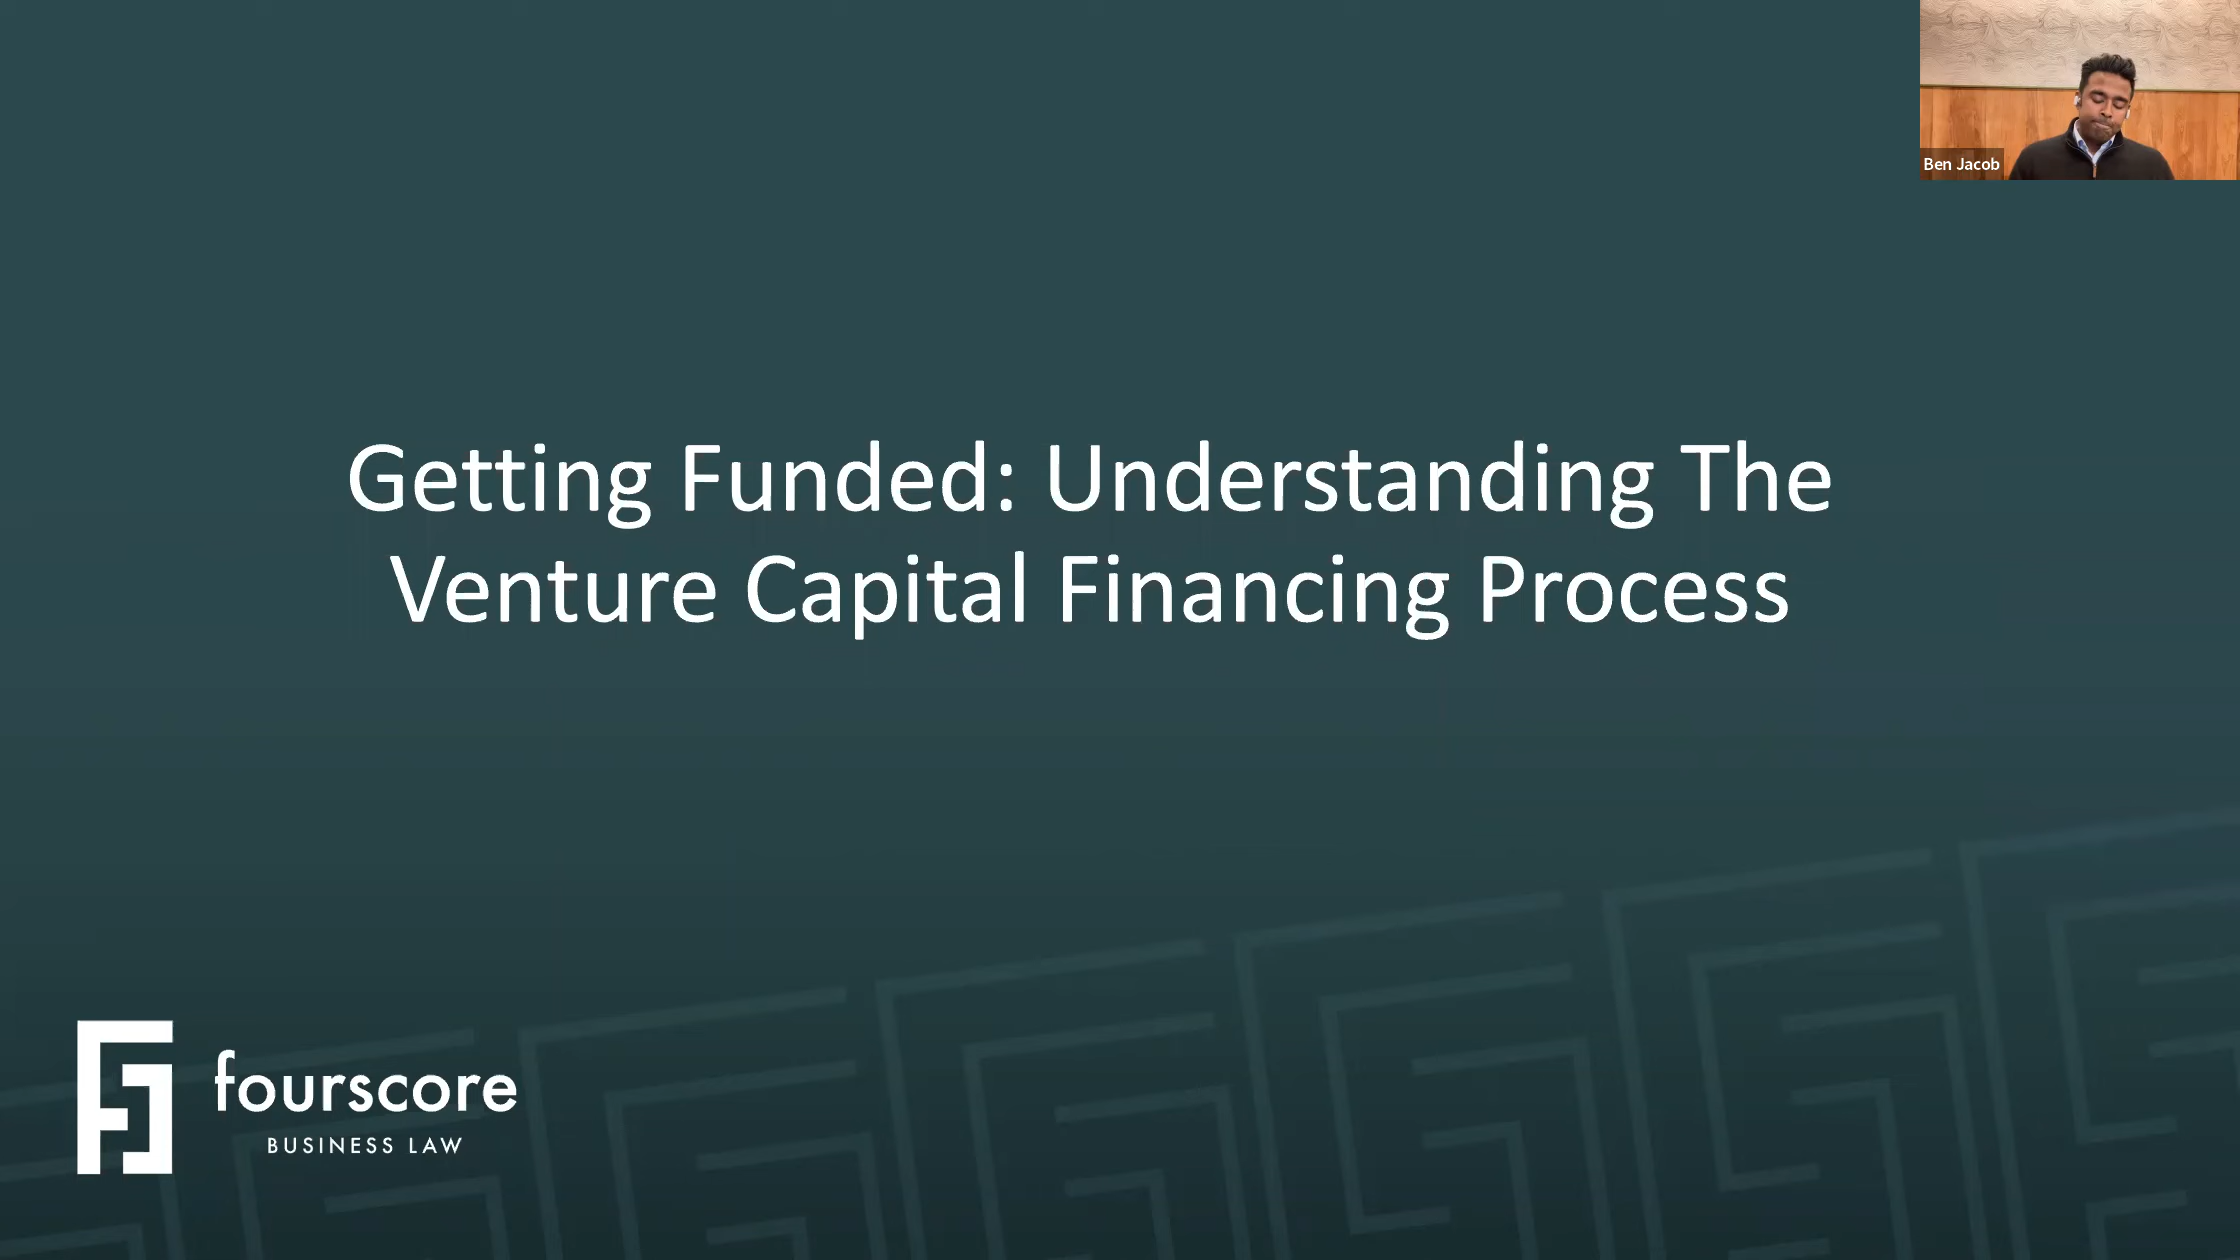 Ben Jacob
Getting Funded: Understanding The
Venture Capital Financing Process
fourscore
BUSINESS LAW